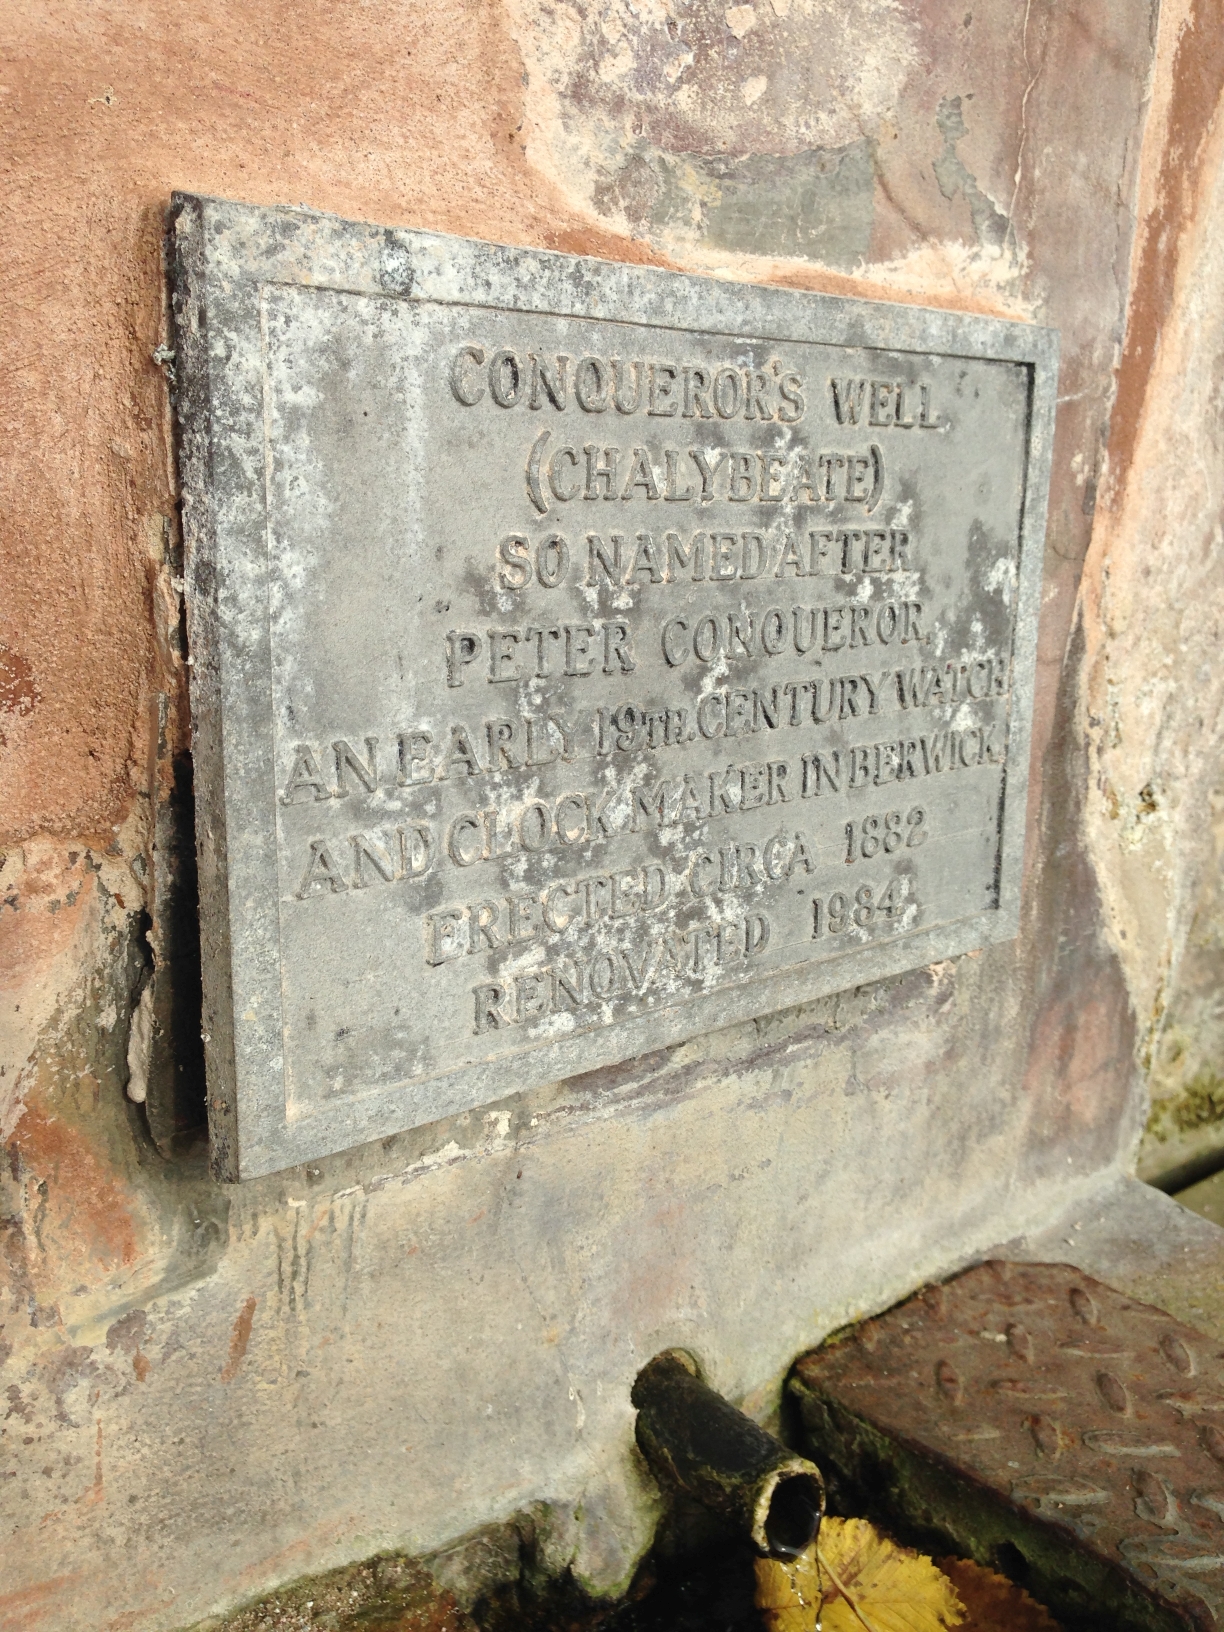 CONQUEROR'S WELL
(CHALYBEATE)
SO NAMED AFTER
PETER CONQUEROR,
AN EARLY 19TH. CENTURY WATCH
AND CLOCK MAKER IN BERWICK.
ERECTED CIRCA 1882
RENOVATED 1984